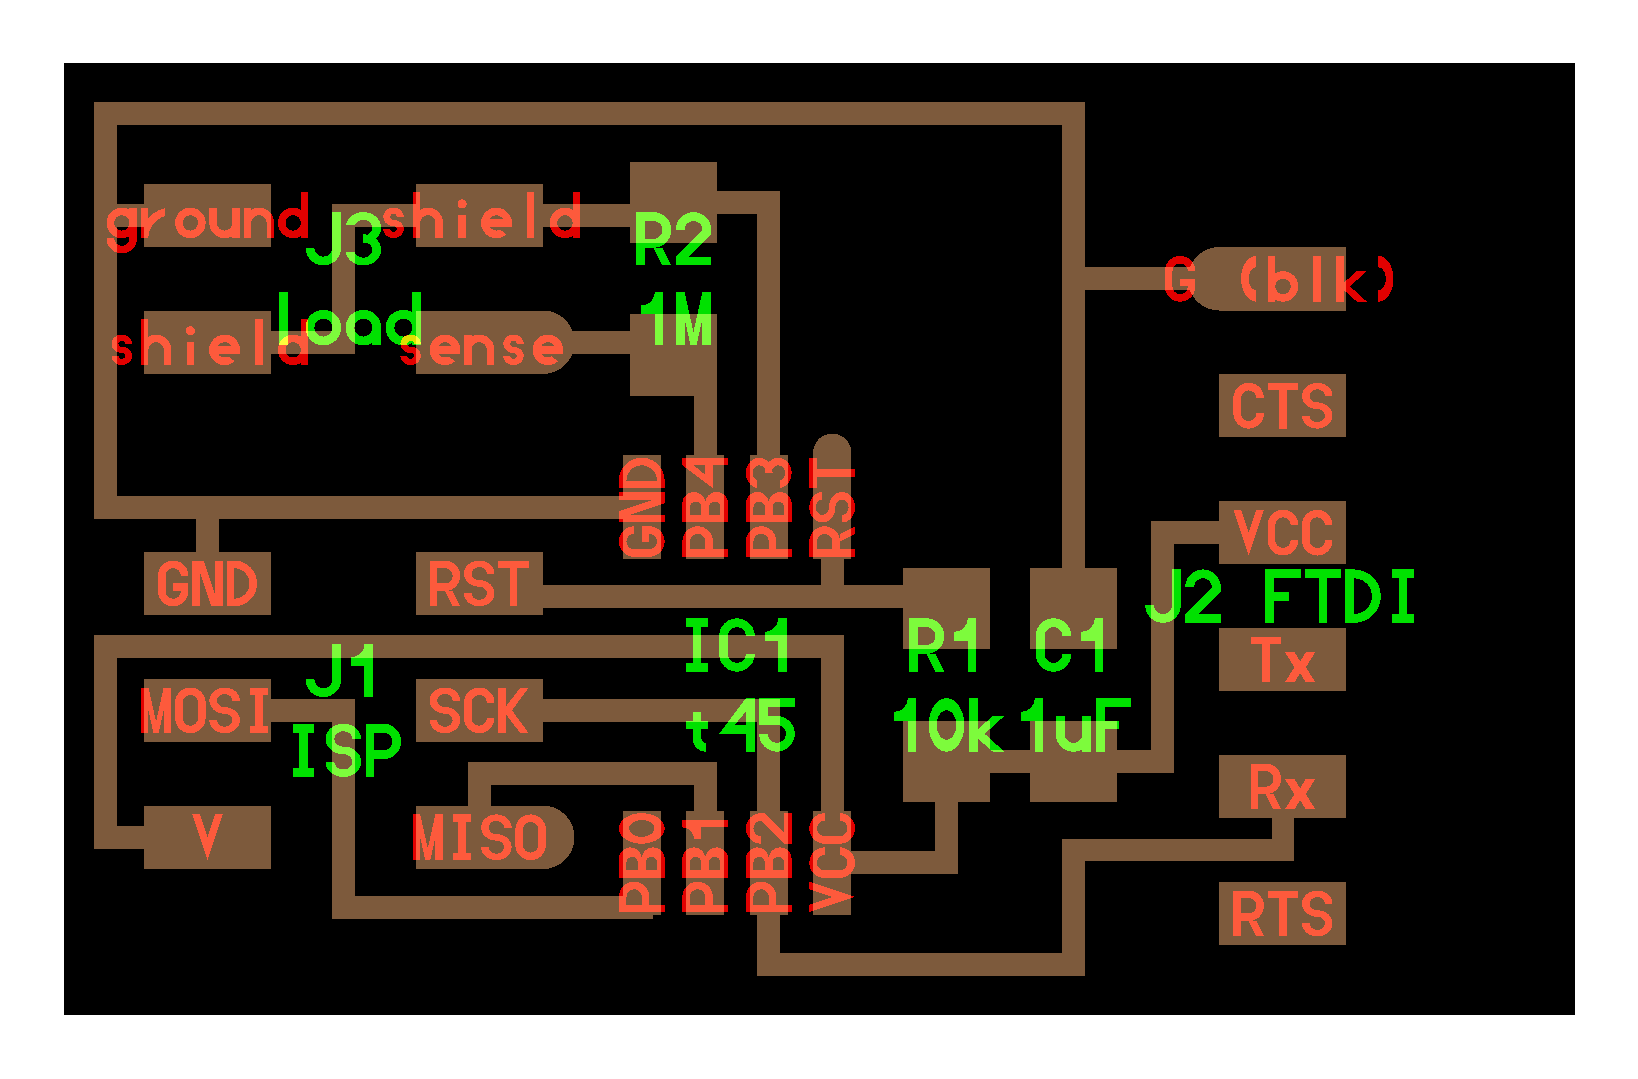 ground
J3
shield
R2
G (blk)
shield
load
sense
1M
CTS
GND
PB4
PB3
RST
VCC
GND
RST
J2 FTDI
IC1
R1
C1
Tx
J1
MOSI
SCK
t45
10k
1uF
ISP
Rx
V
MISO
PB0
PB1
PB2
VCC
RTS